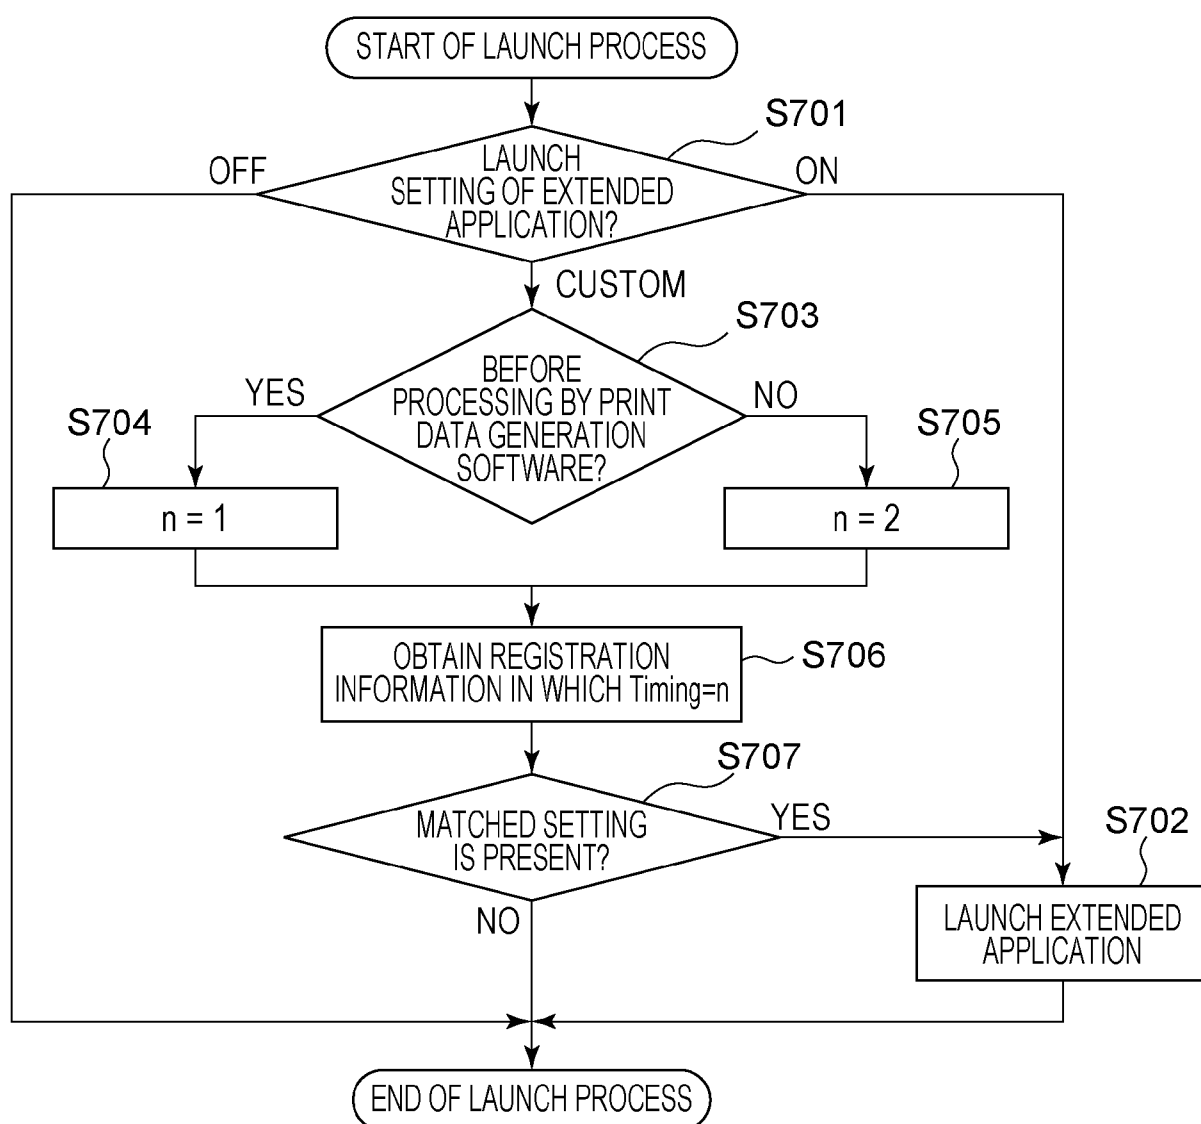 START OF LAUNCH PROCESS
S701
OFF
LAUNCH
SETTING OF EXTENDED
APPLICATION?
ON
CUSTOM
S703
YES
BEFORE
PROCESSING BY PRINT
DATA GENERATION
SOFTWARE?
NO
S704
S705
n = 1
n = 2
OBTAIN REGISTRATION
INFORMATION IN WHICH Timing=n
S706
S707
MATCHED SETTING
IS PRESENT?
YES
S702
NO
LAUNCH EXTENDED
APPLICATION
END OF LAUNCH PROCESS